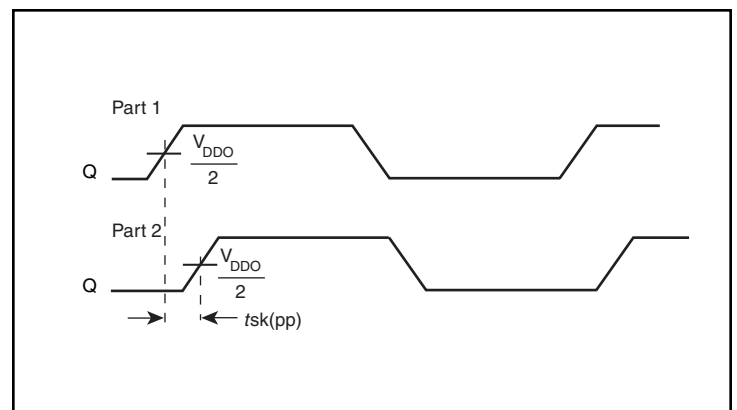 Part 1
V_DDO
2
Q
Part 2
V_DDO
2
Q
tsk(pp)